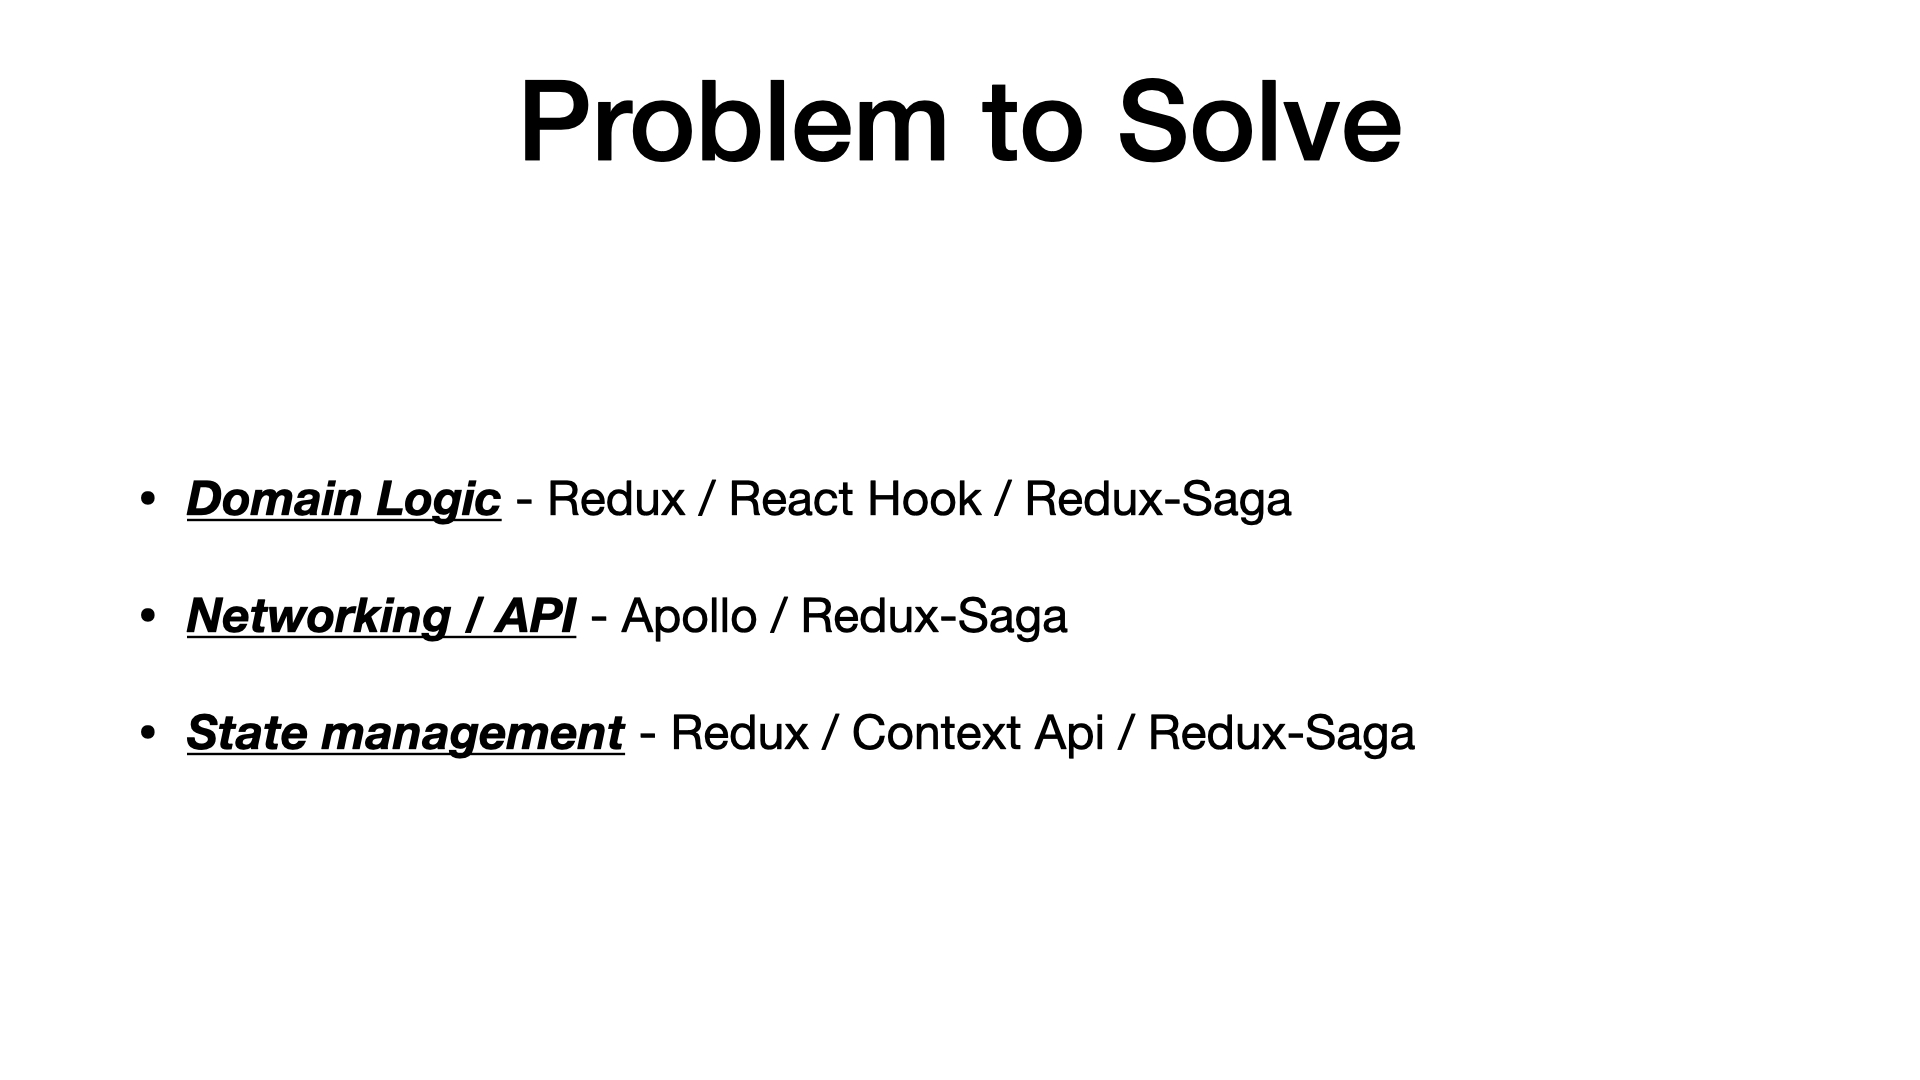 Problem to Solve
• Domain Logic - Redux / React Hook / Redux-Saga
• Networking / API - Apollo / Redux-Saga
• State management - Redux / Context Api / Redux-Saga